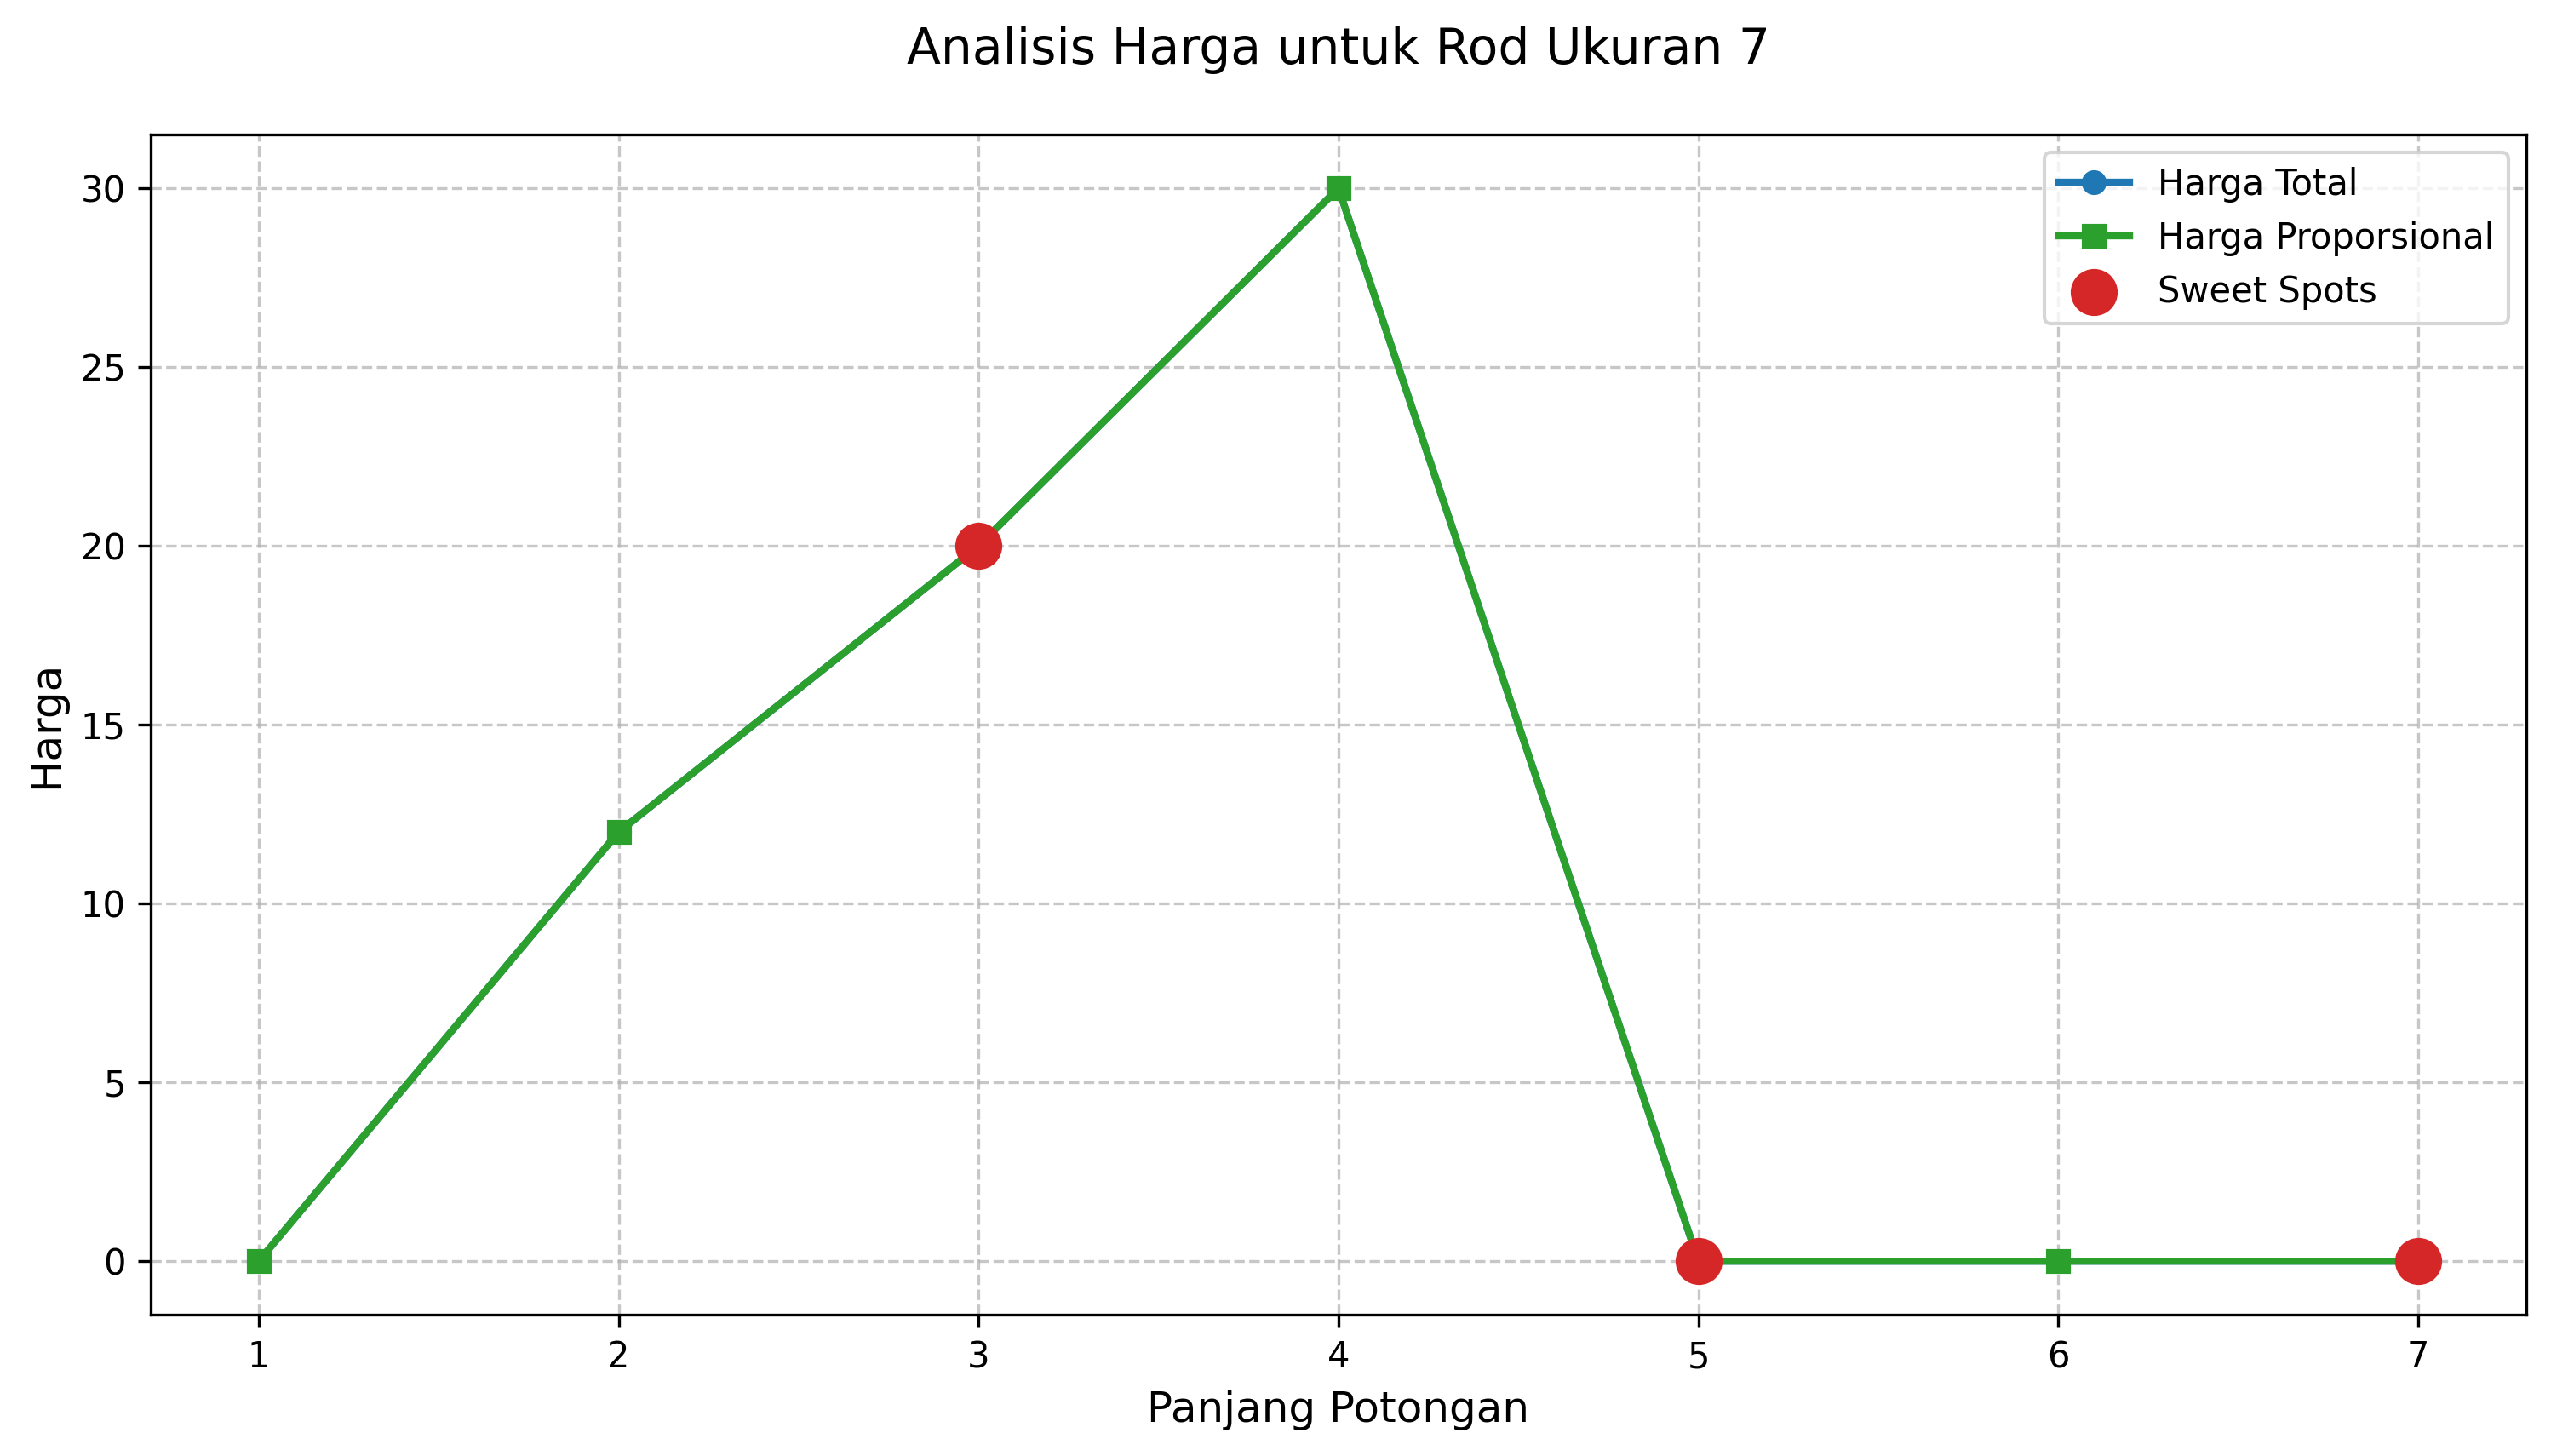 Analisis Harga untuk Rod Ukuran 7
Harga Total
Harga Proporsional
Sweet Spots
Harga
30
25
20
15
10
5
0
1 2 3 4 5 6 7
Panjang Potongan